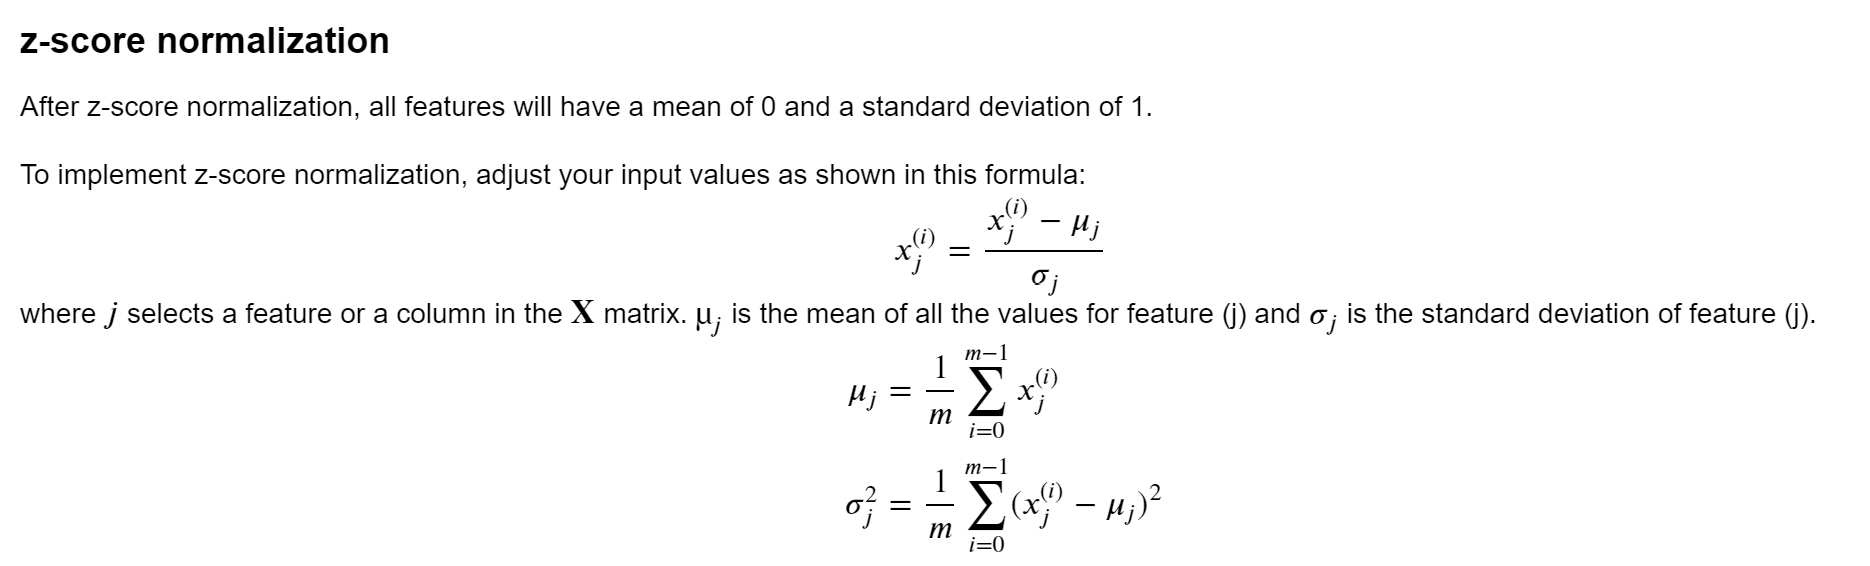 z-score normalization
After z-score normalization, all features will have a mean of 0 and a standard deviation of 1.
To implement z-score normalization, adjust your input values as shown in this formula:
$x_j^{(i)} = \frac{x_j^{(i)} - \mu_j}{\sigma_j}$
where $j$ selects a feature or a column in the $\mathbf{X}$ matrix. $\mu_j$ is the mean of all the values for feature (j) and $\sigma_j$ is the standard deviation of feature (j).
$\mu_j = \frac{1}{m} \sum_{i=0}^{m-1} x_j^{(i)}$
$\sigma_j^2 = \frac{1}{m} \sum_{i=0}^{m-1} (x_j^{(i)} - \mu_j)^2$